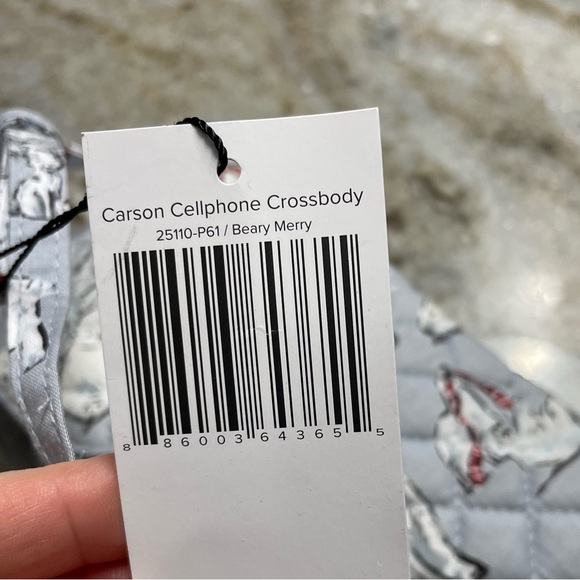 Carson Cellphone Crossbody
25110-P61 / Beary Merry
8 86003 64365 5